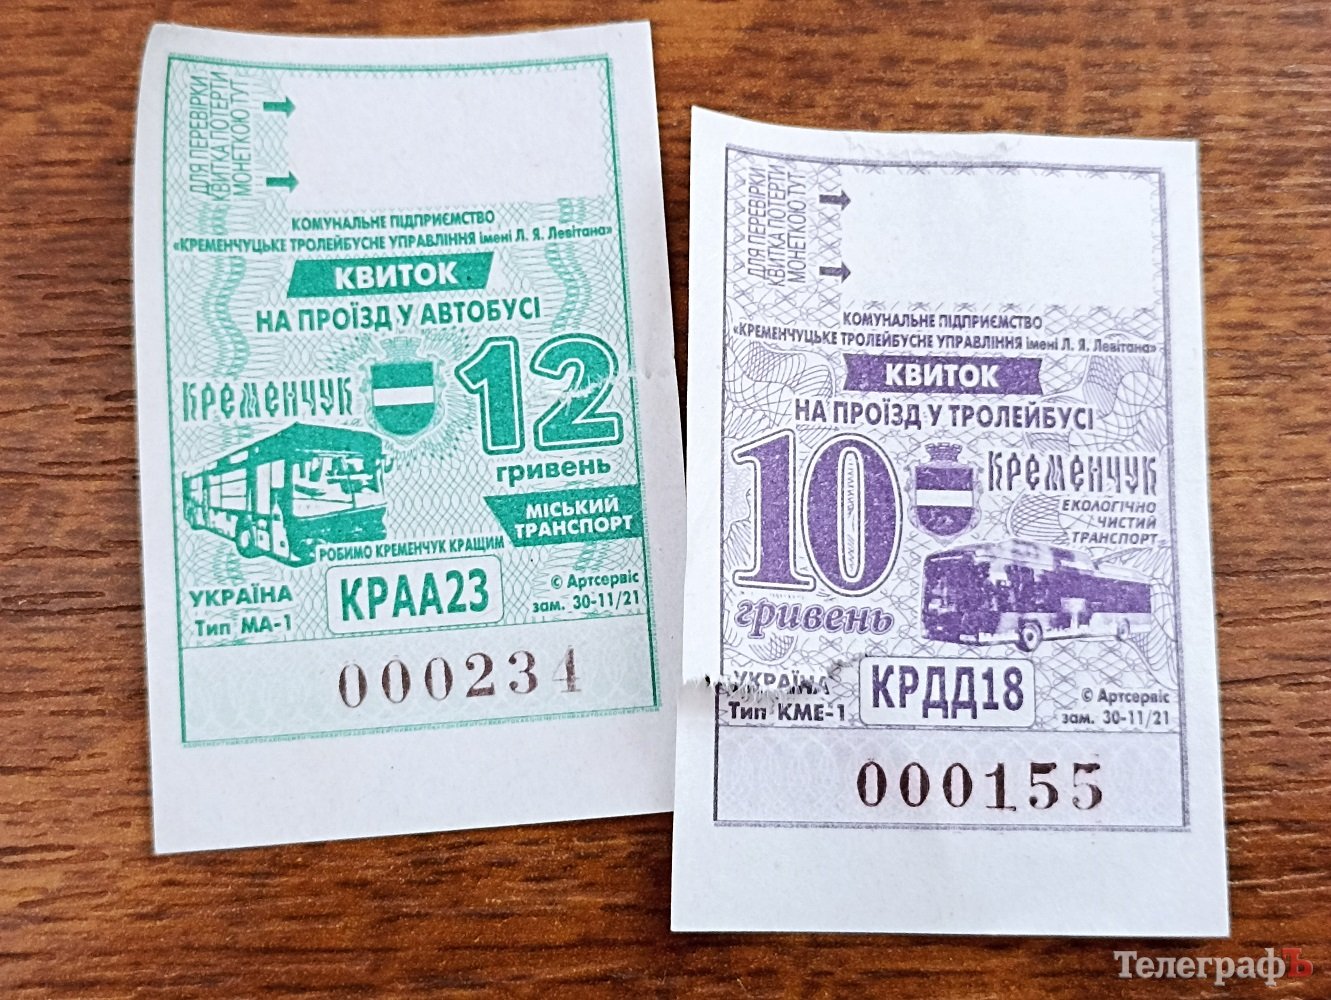 ДЛЯ ПЕРЕВІРКИ
КВИТКА ПОТЕРТИ
МОНЕТКОЮ ТУТ
КОМУНАЛЬНЕ ПІДПРИЄМСТВО
«КРЕМЕНЧУЦЬКЕ ТРОЛЕЙБУСНЕ УПРАВЛІННЯ імені Л. Я. Левітана»
КВИТОК
НА ПРОЇЗД У АВТОБУСІ
КРЕМЕНЧУК
12
гривень
МІСЬКИЙ
ТРАНСПОРТ
РОБИМО КРЕМЕНЧУК КРАЩИМ
УКРАЇНА
Тип МА-1
КРАА23
© Артсервіс
зам. 30-11/21
000234
ДЛЯ ПЕРЕВІРКИ
КВИТКА ПОТЕРТИ
МОНЕТКОЮ ТУТ
КОМУНАЛЬНЕ ПІДПРИЄМСТВО
«КРЕМЕНЧУЦЬКЕ ТРОЛЕЙБУСНЕ УПРАВЛІННЯ імені Л. Я. Левітана»
КВИТОК
НА ПРОЇЗД У ТРОЛЕЙБУСІ
10
гривень
КРЕМЕНЧУК
ЕКОЛОГІЧНО
ЧИСТИЙ
ТРАНСПОРТ
УКРАЇНА
Тип КМЕ-1
КРДД18
© Артсервіс
зам. 30-11/21
000155
ТелеграфЪ